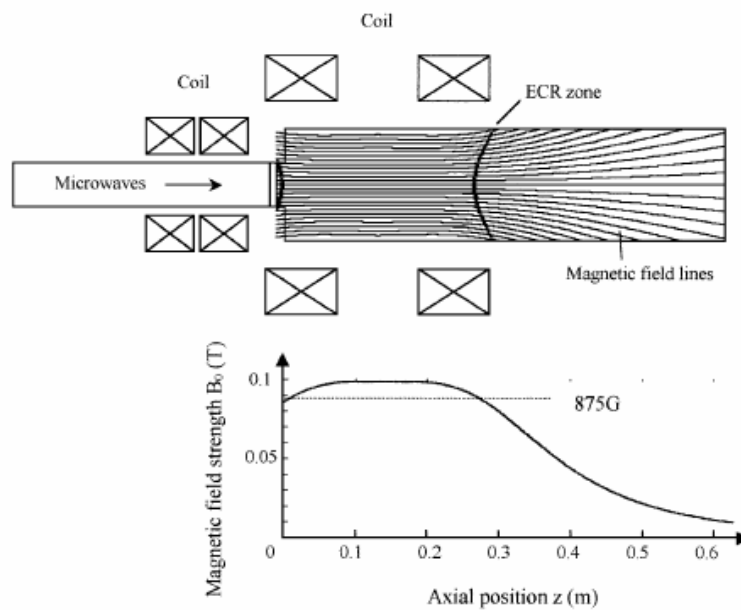 Coil
Coil
ECR zone
Microwaves
Magnetic field lines
Magnetic field strength B₀ (T)
0.1
875G
0.05
0
0.1
0.2
0.3
0.4
0.5
0.6
Axial position z (m)